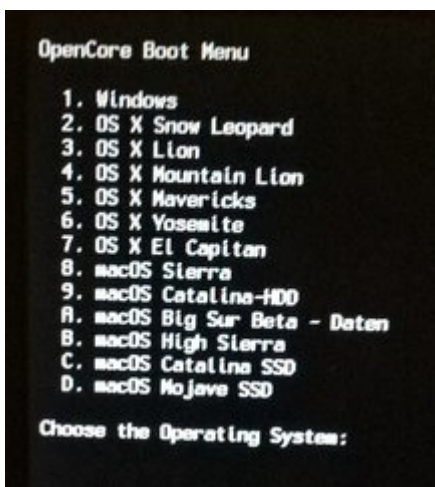 OpenCore Boot Menu
1. Windows
2. OS X Snow Leopard
3. OS X Lion
4. OS X Mountain Lion
5. OS X Mavericks
6. OS X Yosemite
7. OS X El Capitan
8. macOS Sierra
9. macOS Catalina-HDD
A. macOS Big Sur Beta - Daten
B. macOS High Sierra
C. macOS Catalina SSD
D. macOS Mojave SSD
Choose the Operating System: